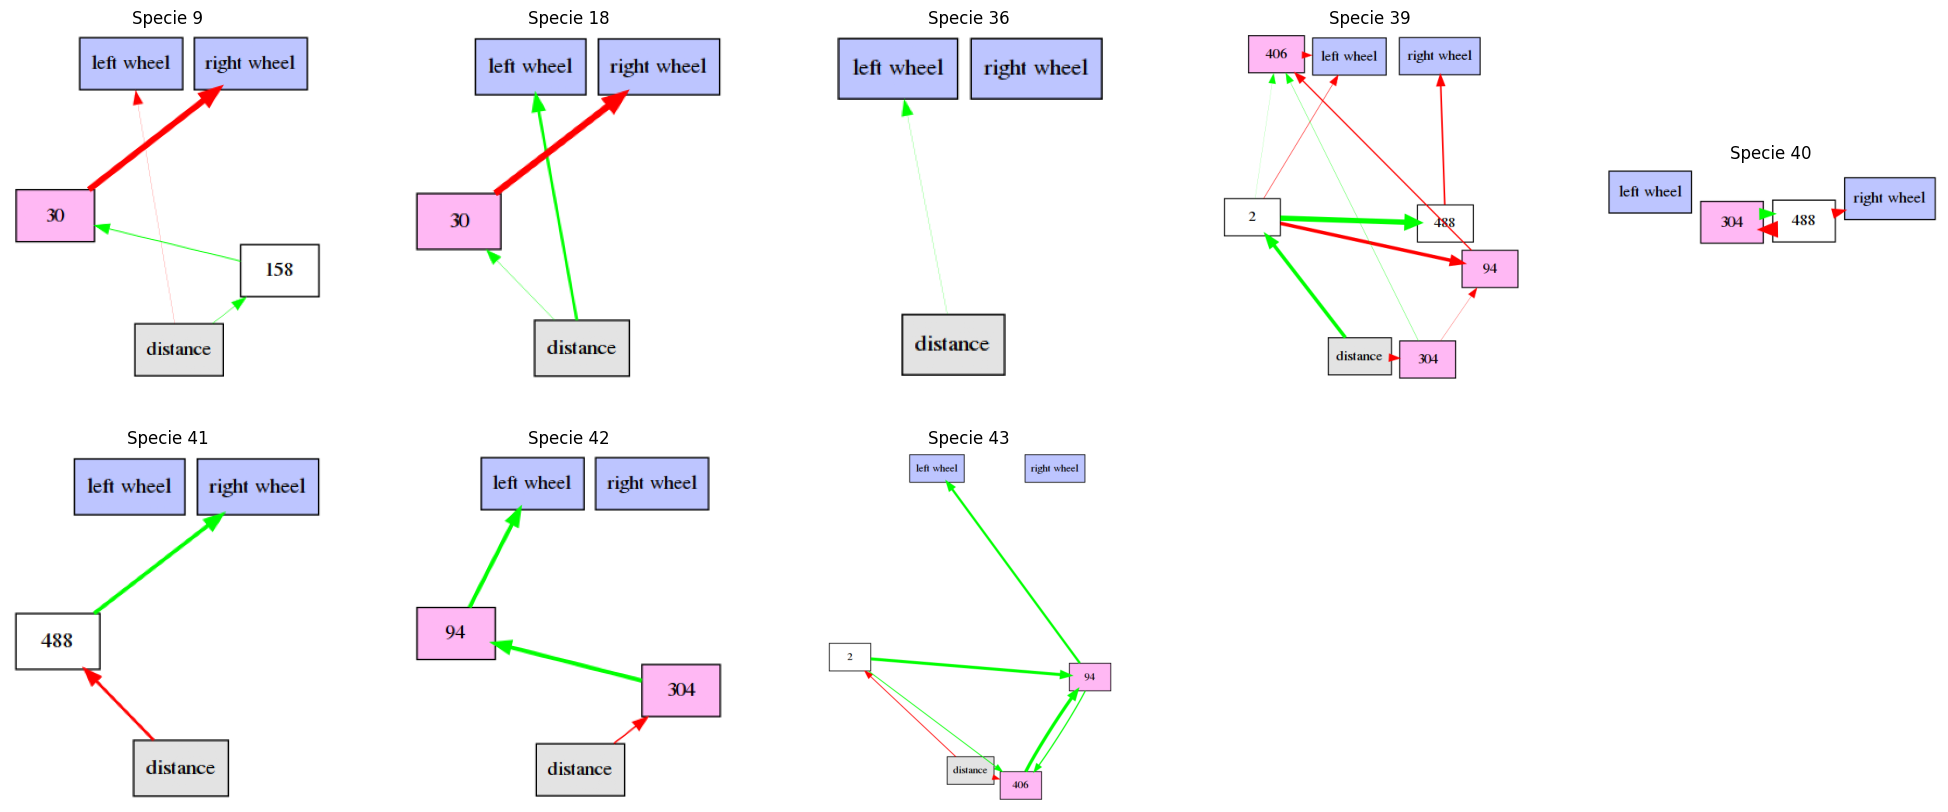 Specie 9
left wheel
right wheel
30
158
distance
Specie 18
left wheel
right wheel
30
distance
Specie 36
left wheel
right wheel
distance
Specie 39
406
left wheel
right wheel
2
488
94
distance
304
Specie 40
left wheel
304
488
right wheel
Specie 41
left wheel
right wheel
488
distance
Specie 42
left wheel
right wheel
94
304
distance
Specie 43
left wheel
right wheel
2
94
distance
406